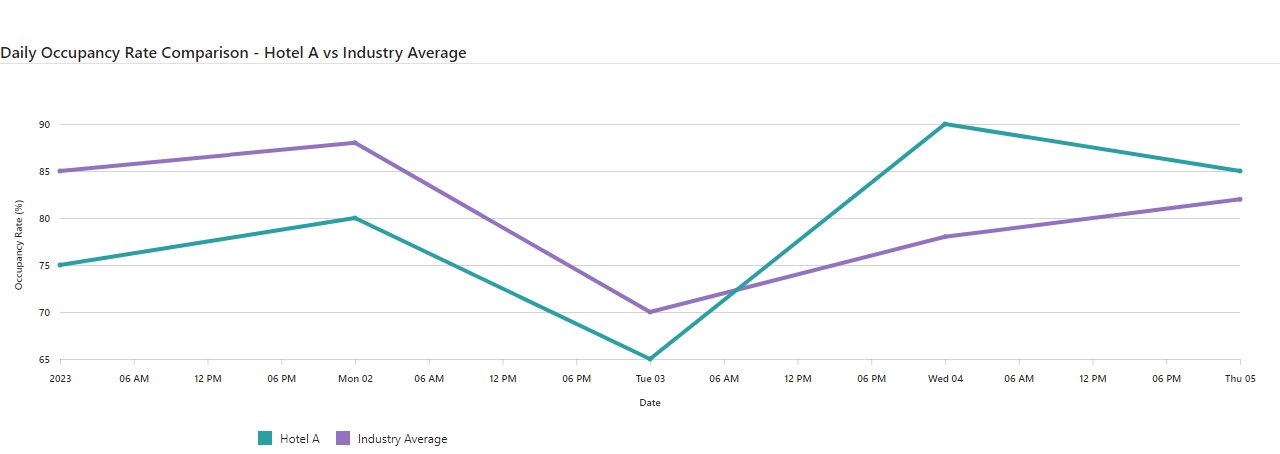 Daily Occupancy Rate Comparison - Hotel A vs Industry Average
90
85
80
75
70
65
Occupancy Rate (%)
2023 06 AM 12 PM 06 PM Mon 02 06 AM 12 PM 06 PM Tue 03 06 AM 12 PM 06 PM Wed 04 06 AM 12 PM 06 PM Thu 05
Date
Hotel A Industry Average